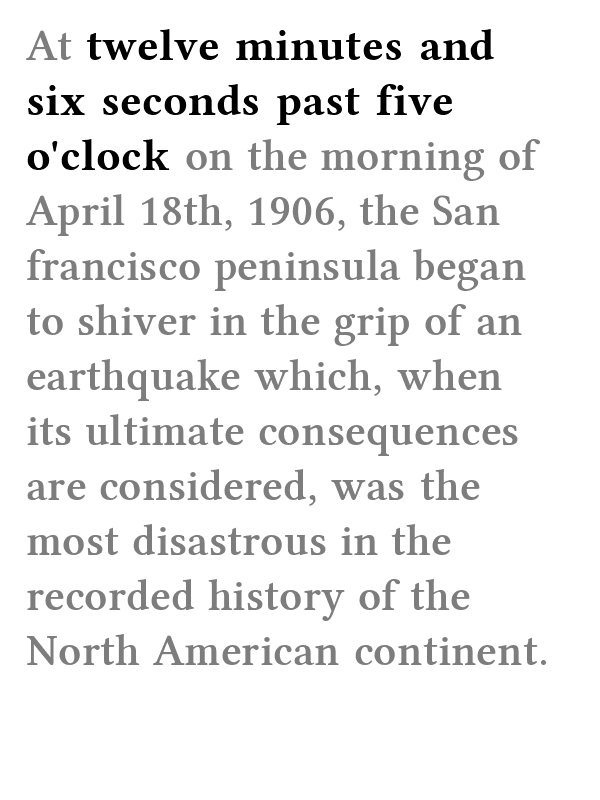 At twelve minutes and
six seconds past five
o'clock on the morning of
April 18th, 1906, the San
francisco peninsula began
to shiver in the grip of an
earthquake which, when
its ultimate consequences
are considered, was the
most disastrous in the
recorded history of the
North American continent.